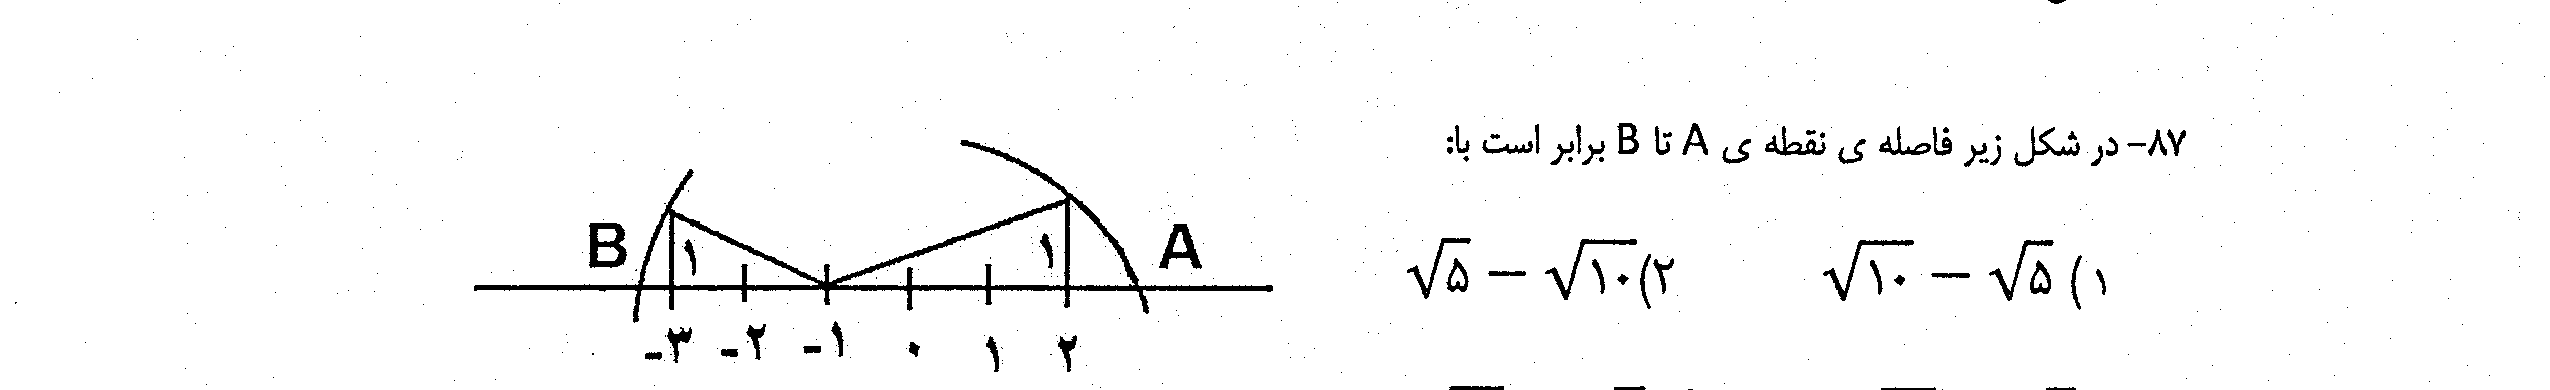 ۸۷- در شکل زیر فاصله ی نقطه ی A تا B برابر است با:
۱) √۱۰ − √۵
۲) √۵ − √۱۰
B ۱ ۱ A
-۳ -۲ -۱ ۰ ۱ ۲